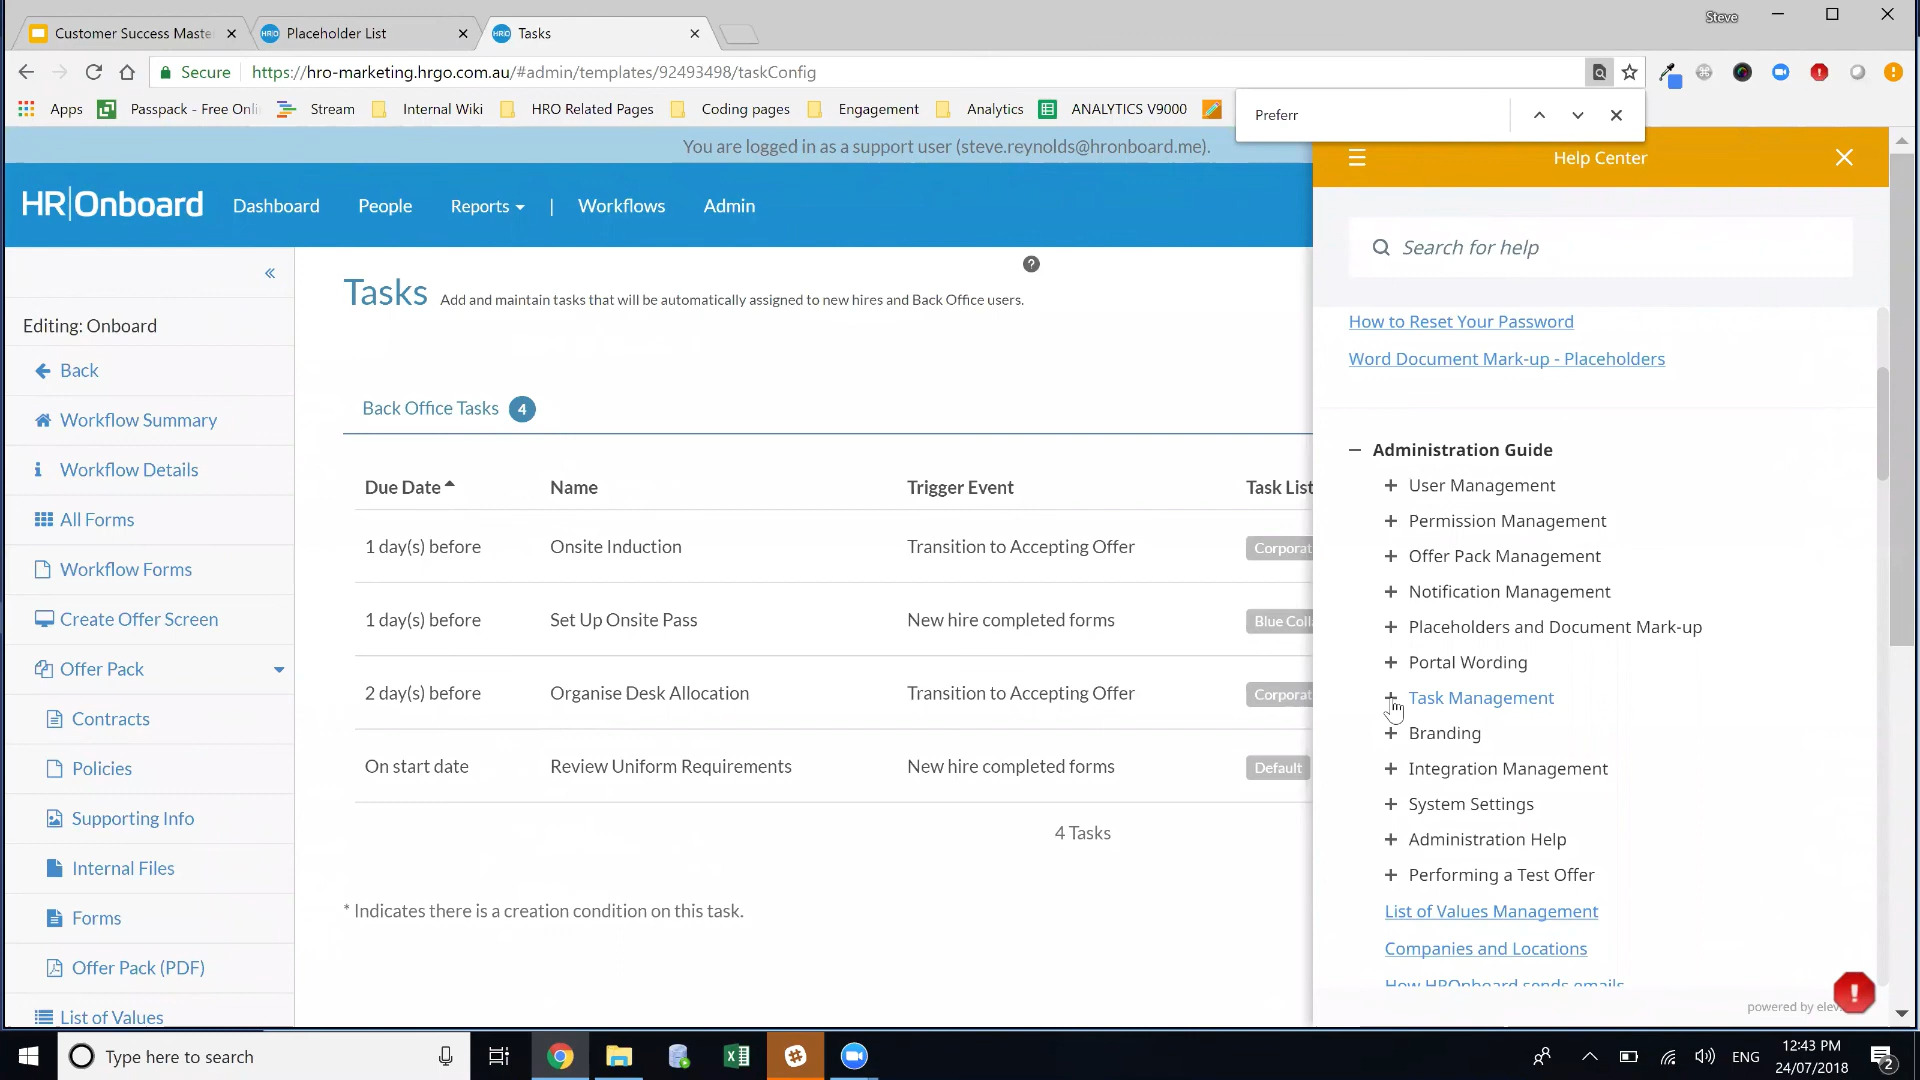 Steve
Customer Success Maste
Placeholder List
HRO
Tasks
Secure
https://hro-marketing.hrgo.com.au/#admin/templates/92493498/taskConfig
Apps
Passpack - Free Onli
Stream
Internal Wiki
HRO Related Pages
Coding pages
Engagement
Analytics
ANALYTICS V9000
Preferr
You are logged in as a support user (steve.reynolds@hronboard.me).
Help Center
HR|Onboard
Dashboard
People
Reports
|
Workflows
Admin
Search for help
«
Tasks
Add and maintain tasks that will be automatically assigned to new hires and Back Office users.
?
Editing: Onboard
Back
Workflow Summary
Workflow Details
All Forms
Workflow Forms
Create Offer Screen
Offer Pack
Contracts
Policies
Supporting Info
Internal Files
Forms
Offer Pack (PDF)
List of Values
Back Office Tasks 4
Due Date Name Trigger Event Task List
1 day(s) before Onsite Induction Transition to Accepting Offer Corporat
1 day(s) before Set Up Onsite Pass New hire completed forms Blue Coll
2 day(s) before Organise Desk Allocation Transition to Accepting Offer Corporat
On start date Review Uniform Requirements New hire completed forms Default
4 Tasks
* Indicates there is a creation condition on this task.
How to Reset Your Password
Word Document Mark-up - Placeholders
Administration Guide
User Management
Permission Management
Offer Pack Management
Notification Management
Placeholders and Document Mark-up
Portal Wording
Task Management
Branding
Integration Management
System Settings
Administration Help
Performing a Test Offer
List of Values Management
Companies and Locations
How HROnboard sends emails
powered by elev
!
Type here to search
ENG
12:43 PM
24/07/2018
2